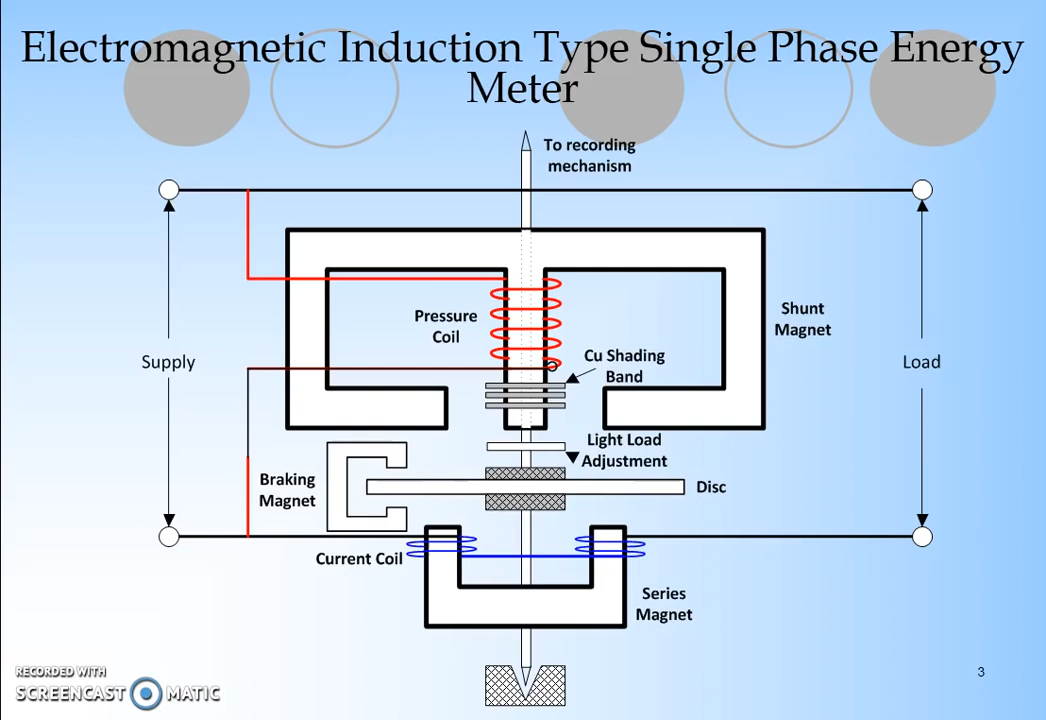 Electromagnetic Induction Type Single Phase Energy
Meter
To recording
mechanism
Pressure
Coil
Shunt
Magnet
Cu Shading
Band
Supply
Load
Light Load
Adjustment
Braking
Magnet
Disc
Current Coil
Series
Magnet
RECORDED WITH
SCREENCAST MATIC
3